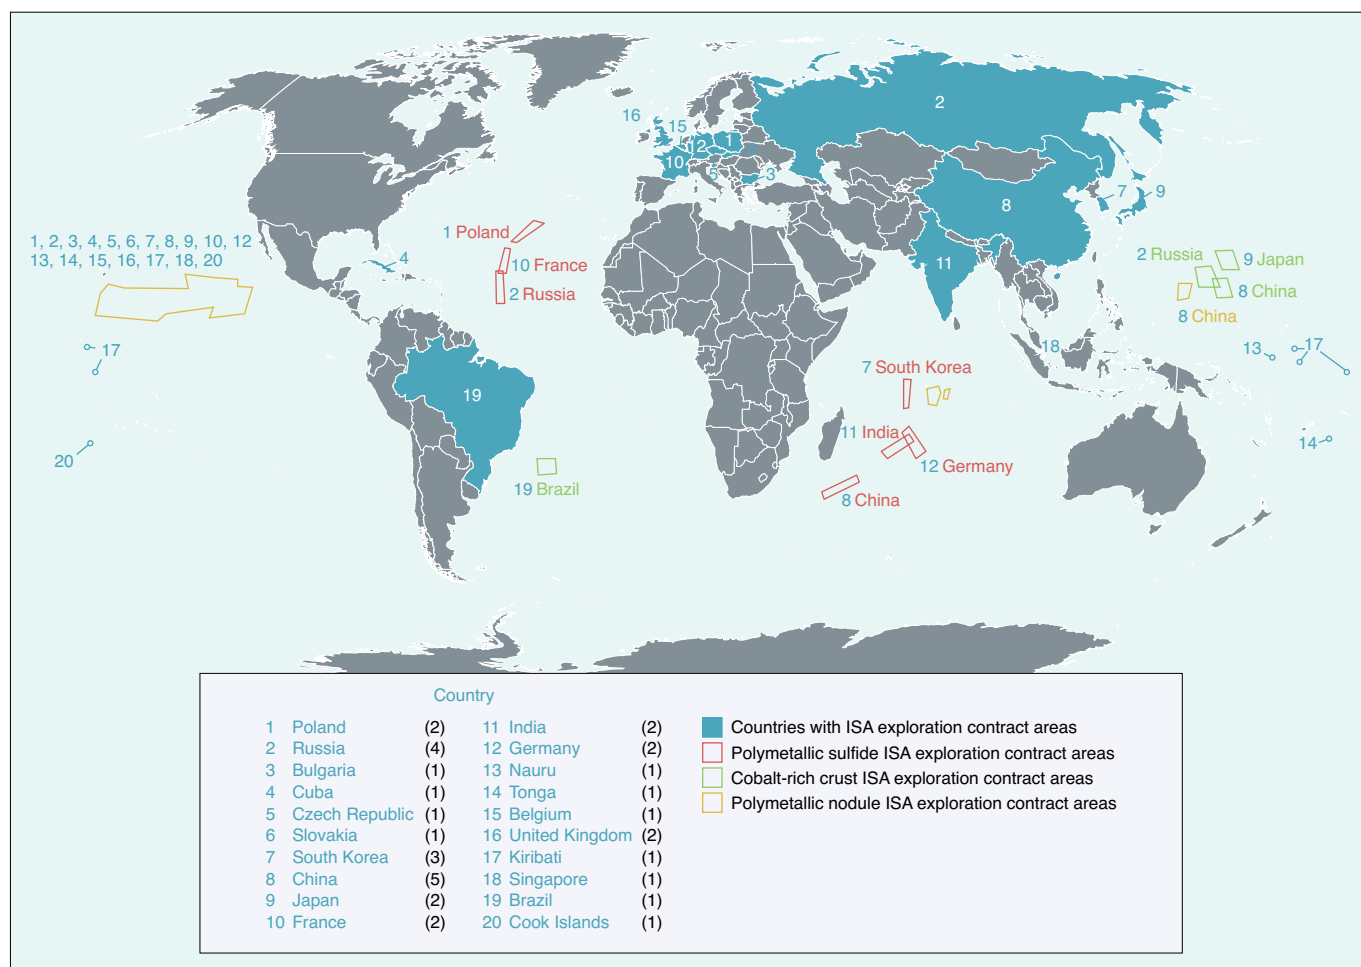 2
16
15
12
1
10
5
3
8
7
9
1 Poland
1, 2, 3, 4, 5, 6, 7, 8, 9, 10, 12
13, 14, 15, 16, 17, 18, 20
4
10 France
2 Russia
11
2 Russia
9 Japan
8 China
8 China
17
18
13
17
19
7 South Korea
11 India
14
20
12 Germany
19 Brazil
8 China
Country
1 Poland (2)
2 Russia (4)
3 Bulgaria (1)
4 Cuba (1)
5 Czech Republic (1)
6 Slovakia (1)
7 South Korea (3)
8 China (5)
9 Japan (2)
10 France (2)
11 India (2)
12 Germany (2)
13 Nauru (1)
14 Tonga (1)
15 Belgium (1)
16 United Kingdom (2)
17 Kiribati (1)
18 Singapore (1)
19 Brazil (1)
20 Cook Islands (1)
Countries with ISA exploration contract areas
Polymetallic sulfide ISA exploration contract areas
Cobalt-rich crust ISA exploration contract areas
Polymetallic nodule ISA exploration contract areas